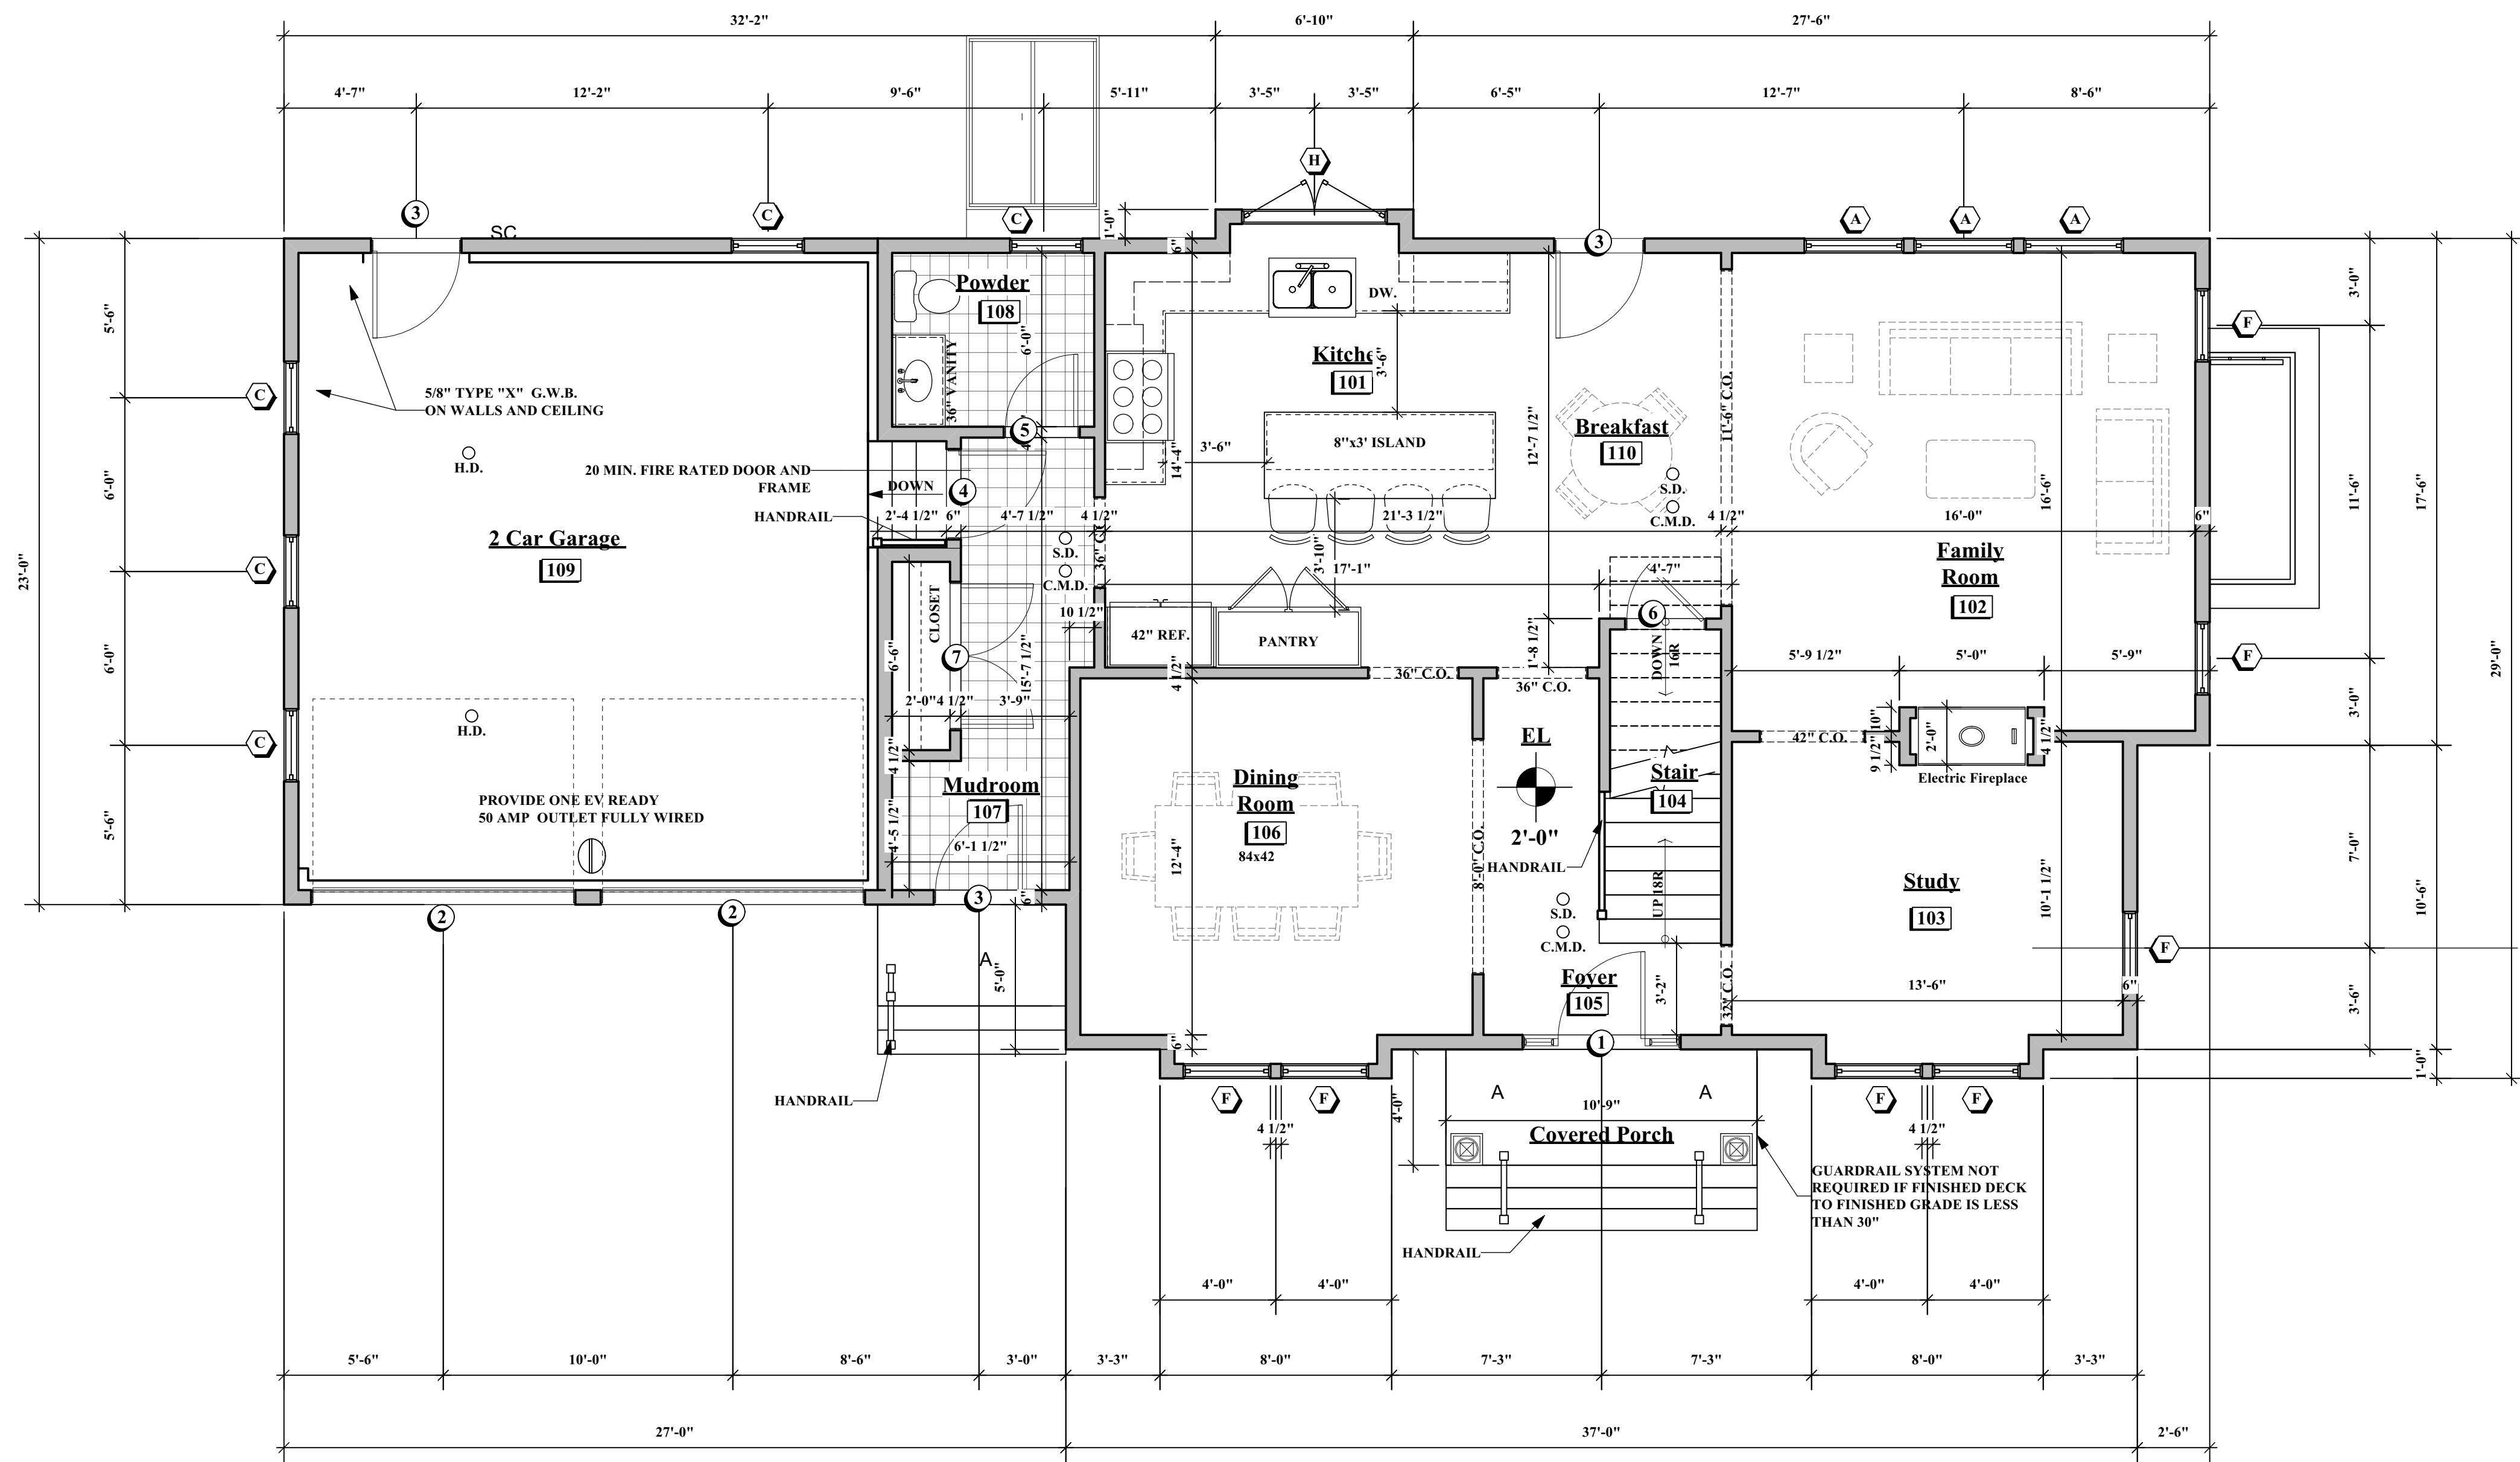 32'-2" 6'-10" 27'-6"
4'-7" 12'-2" 9'-6" 5'-11" 3'-5" 3'-5" 6'-5" 12'-7" 8'-6"
H
3 SC C C 1'-0" 6" 3 A A A
Powder
108
DW.
3'-0"
F
5'-6"
36" VANITY
6'-0"
Kitche
101
3'-6"
11'-6" C.O.
C
5/8" TYPE "X" G.W.B.
ON WALLS AND CEILING
5
4"
3'-6"
8"x3' ISLAND
14'-4"
12'-7 1/2"
Breakfast
110
S.D.
C.M.D.
H.D.
20 MIN. FIRE RATED DOOR AND
FRAME
DOWN
4
HANDRAIL
6'-0"
16'-6"
11'-6"
17'-6"
2'-4 1/2" 6" 4'-7 1/2" 4 1/2" 21'-3 1/2" 4 1/2" 16'-0" 6"
23'-0"
2 Car Garage
109
C
S.D.
C.M.D.
36" C.O.
3'-10"
17'-1"
4'-7"
Family
Room
102
CLOSET
10 1/2"
42" REF.
PANTRY
6
DOWN
16R
1'-8 1/2"
6'-0"
6'-6"
7
15'-7 1/2"
4 1/2"
36" C.O.
36" C.O.
5'-9 1/2" 5'-0" 5'-9"
F
29'-0"
3'-0"
2'-0" 4 1/2" 3'-9"
H.D.
C
EL
2'-0"
42" C.O.
10"
9 1/2"
2'-0"
4 1/2"
Electric Fireplace
4 1/2"
Mudroom
107
4'-5 1/2"
6'-1 1/2"
Dining
Room
106
84x42
12'-4"
8'-0" C.O.
Stair
104
HANDRAIL
UP 18R
5'-6"
PROVIDE ONE EV READY
50 AMP OUTLET FULLY WIRED
Study
103
10'-1 1/2"
7'-0"
10'-6"
2 2 3 6"
S.D.
C.M.D.
F
A
5'-0"
Foyer
105
3'-2"
32" C.O.
13'-6" 6"
3'-6"
6"
1
1'-0"
HANDRAIL
F F
4 1/2"
4'-0"
A A
10'-9"
Covered Porch
F F
4 1/2"
GUARDRAIL SYSTEM NOT
REQUIRED IF FINISHED DECK
TO FINISHED GRADE IS LESS
THAN 30"
HANDRAIL
4'-0" 4'-0" 4'-0" 4'-0"
5'-6" 10'-0" 8'-6" 3'-0" 3'-3" 8'-0" 7'-3" 7'-3" 8'-0" 3'-3"
27'-0" 37'-0" 2'-6"